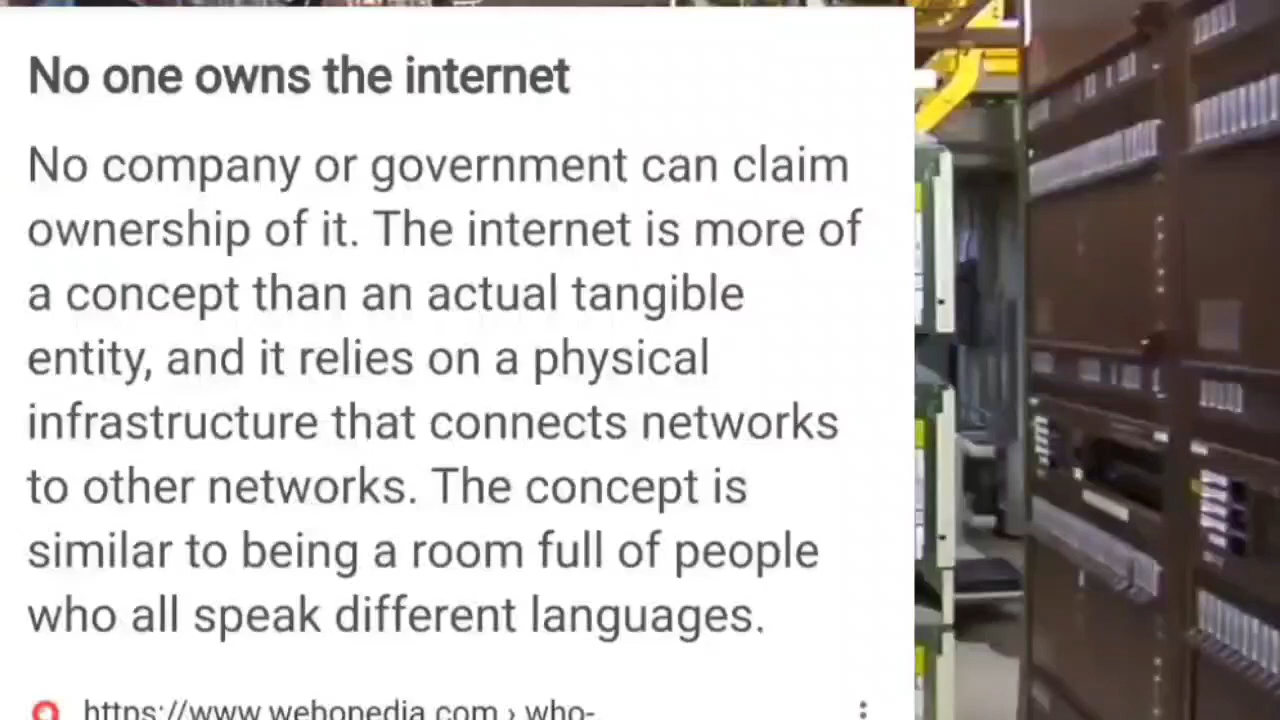 No one owns the internet
No company or government can claim
ownership of it. The internet is more of
a concept than an actual tangible
entity, and it relies on a physical
infrastructure that connects networks
to other networks. The concept is
similar to being a room full of people
who all speak different languages.
https://www.webopedia.com › who-